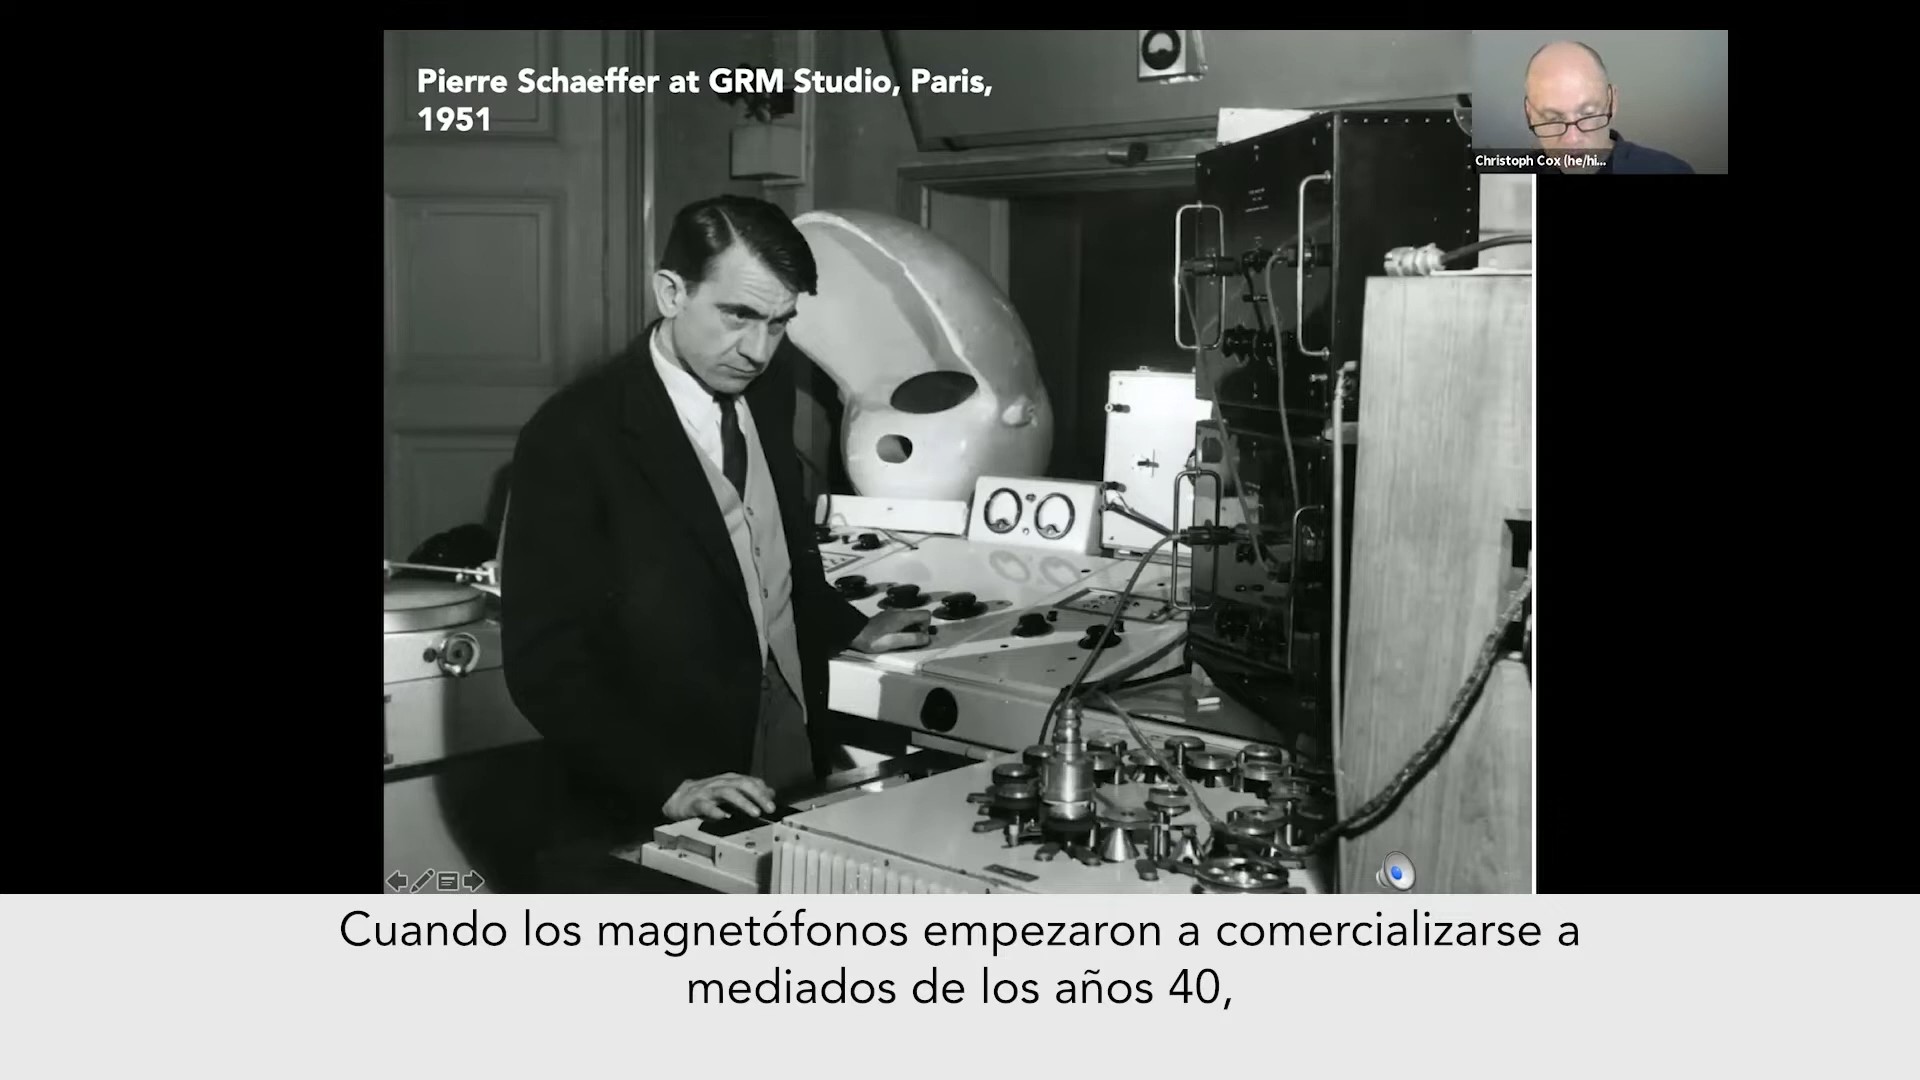 Pierre Schaeffer at GRM Studio, Paris,
1951
Christoph Cox (he/hi...
Cuando los magnetófonos empezaron a comercializarse a
mediados de los años 40,